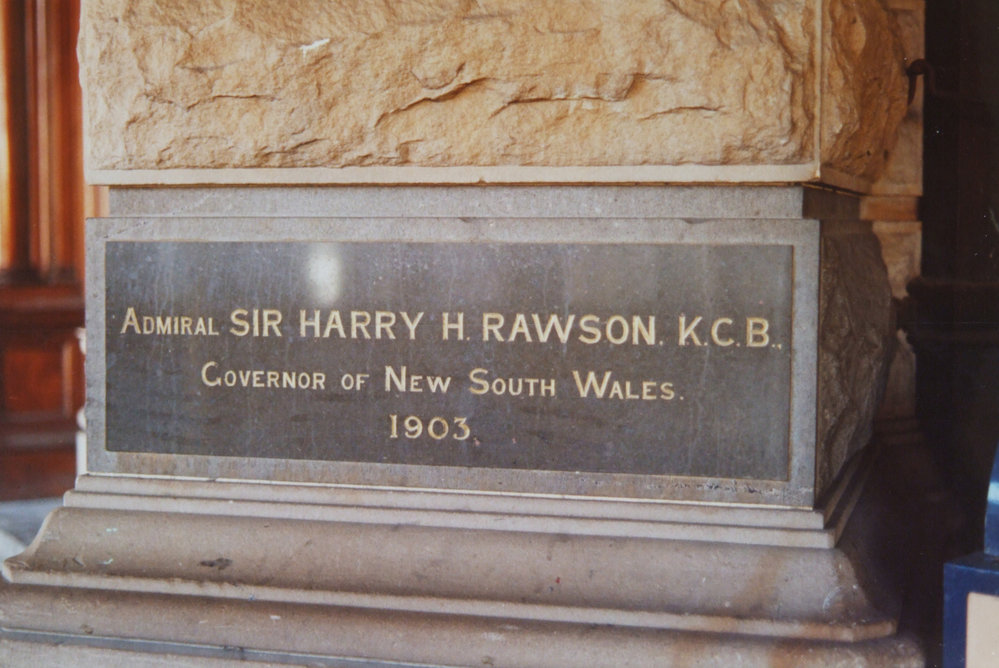 ADMIRAL SIR HARRY H. RAWSON. K.C.B.,
GOVERNOR OF NEW SOUTH WALES.
1903.